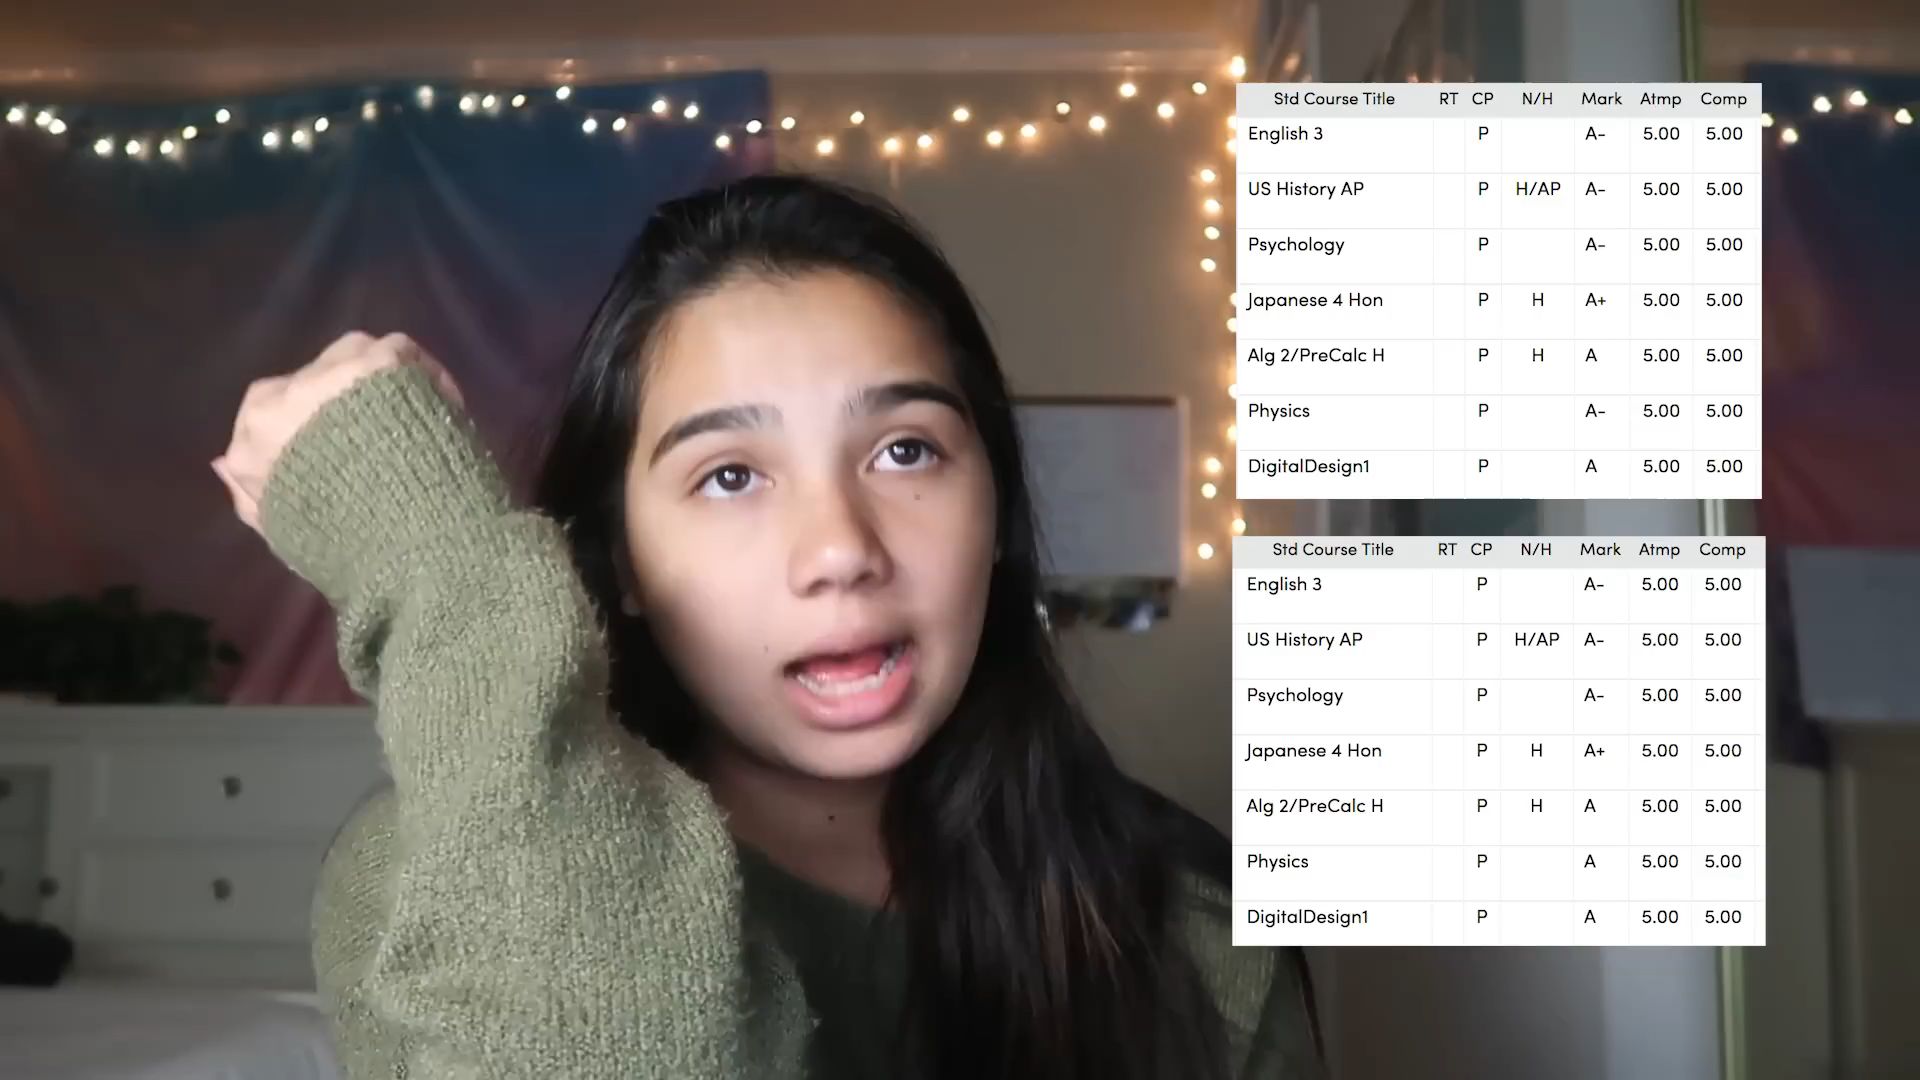 Std Course Title RT CP N/H Mark Atmp Comp
English 3 P A- 5.00 5.00
US History AP P H/AP A- 5.00 5.00
Psychology P A- 5.00 5.00
Japanese 4 Hon P H A+ 5.00 5.00
Alg 2/PreCalc H P H A 5.00 5.00
Physics P A- 5.00 5.00
DigitalDesign1 P A 5.00 5.00
Std Course Title RT CP N/H Mark Atmp Comp
English 3 P A- 5.00 5.00
US History AP P H/AP A- 5.00 5.00
Psychology P A- 5.00 5.00
Japanese 4 Hon P H A+ 5.00 5.00
Alg 2/PreCalc H P H A 5.00 5.00
Physics P A 5.00 5.00
DigitalDesign1 P A 5.00 5.00